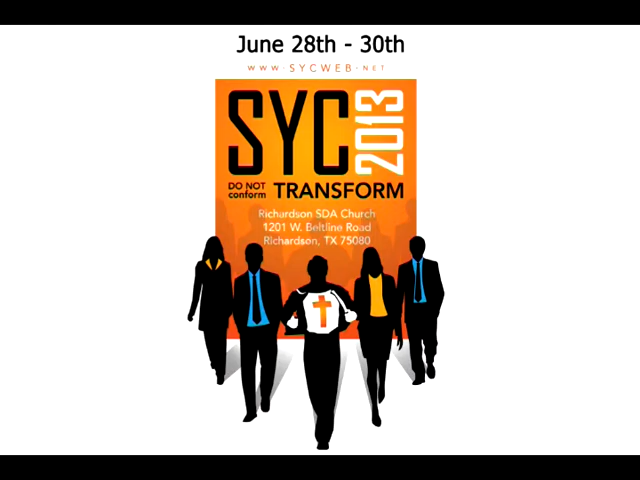 June 28th - 30th
WWW·SYCWEB·NET
SYC 2013
DO NOT conform TRANSFORM
Richardson SDA Church
1201 W. Beltline Road
Richardson, TX 75080